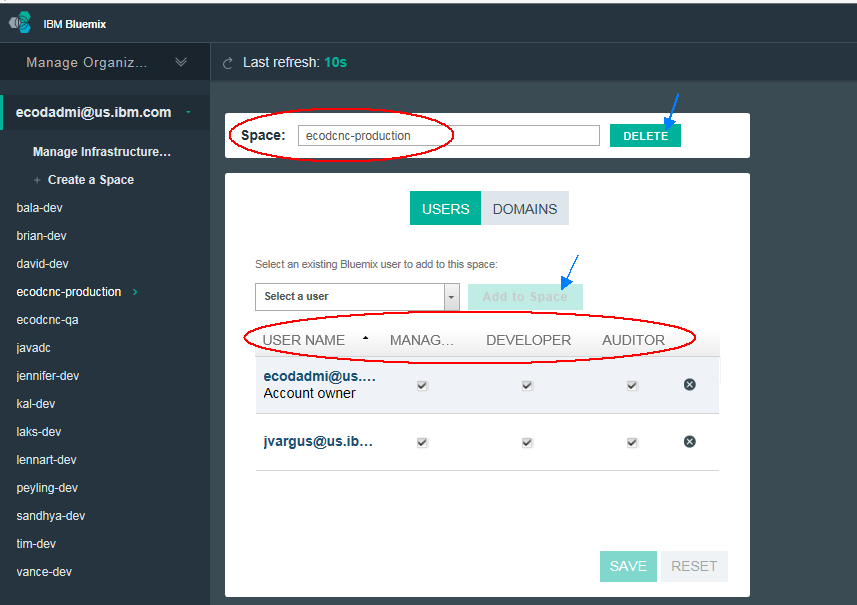 IBM Bluemix
Manage Organiz...
Last refresh: 10s
ecodadmi@us.ibm.com
Manage Infrastructure...
+ Create a Space
bala-dev
brian-dev
david-dev
ecodcnc-production
ecodcnc-qa
javadc
jennifer-dev
kal-dev
laks-dev
lennart-dev
peyling-dev
sandhya-dev
tim-dev
vance-dev
Space: ecodcnc-production DELETE
USERS DOMAINS
Select an existing Bluemix user to add to this space:
Select a user Add to Space
USER NAME MANAG... DEVELOPER AUDITOR
ecodadmi@us....
Account owner
jvargus@us.ib...
SAVE RESET